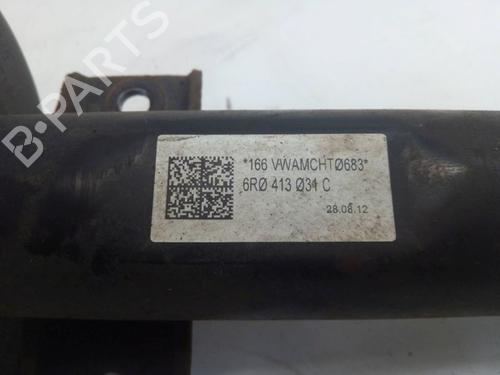 *166 VWAMCHTØ683*
6RØ 413 Ø31 C
28.08.12
B-PARTS